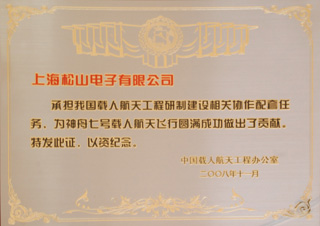 上海松山电子有限公司
承担我国载人航天工程研制建设相关协作配套任
务，为神舟七号载人航天飞行圆满成功做出了贡献。
特发此证，以资纪念。
中国载人航天工程办公室
二〇〇八年十一月